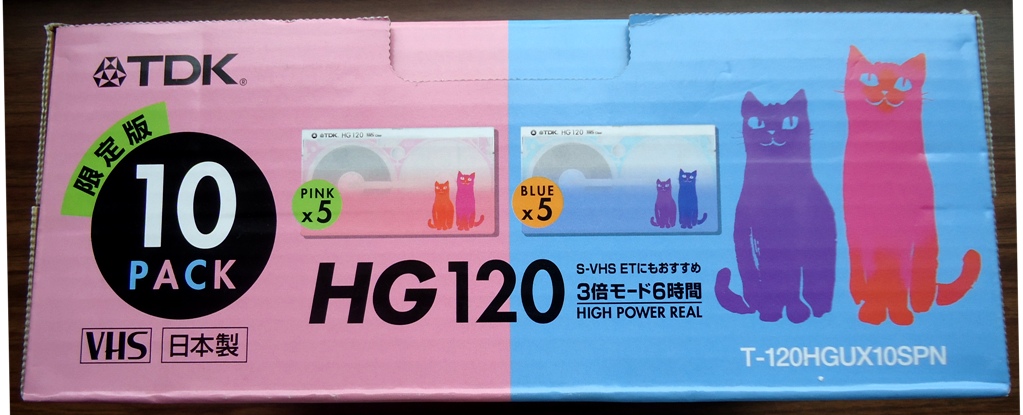 TDK®
限定版
10
PACK
VHS
日本製
TDK HG 120
PINK
x5
TDK HG 120
BLUE
x5
HG120
S-VHS ETにもおすすめ
3倍モード6時間
HIGH POWER REAL
T-120HGUX10SPN